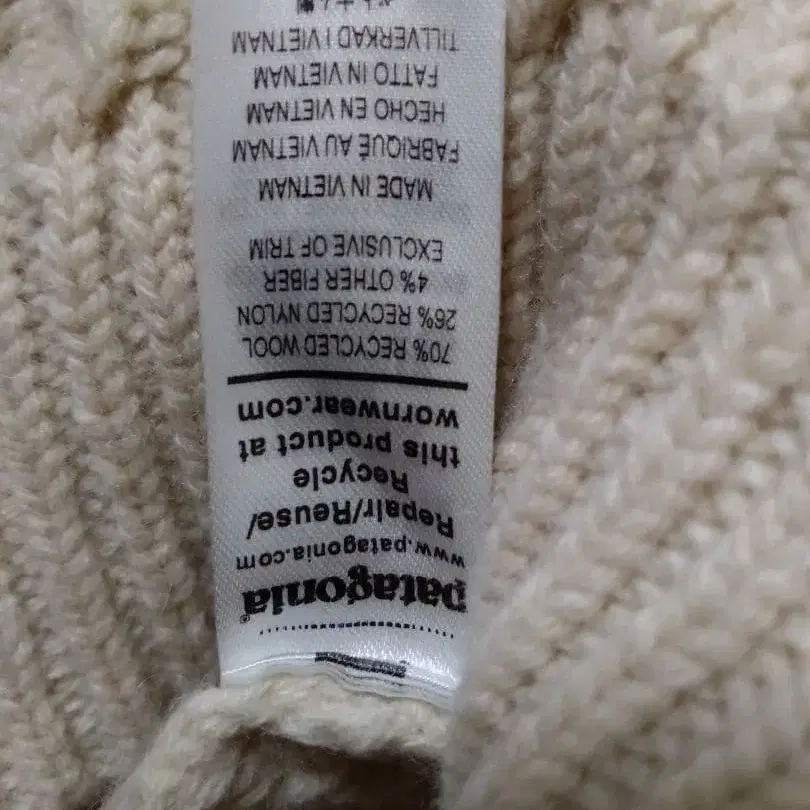 patagonia®
www.patagonia.com
Repair/Reuse/
Recycle
this product at
wornwear.com
70% RECYCLED WOOL
26% RECYCLED NYLON
4% OTHER FIBER
EXCLUSIVE OF TRIM
MADE IN VIETNAM
FABRIQUÉ AU VIETNAM
HECHO EN VIETNAM
FATTO IN VIETNAM
TILLVERKAD I VIETNAM